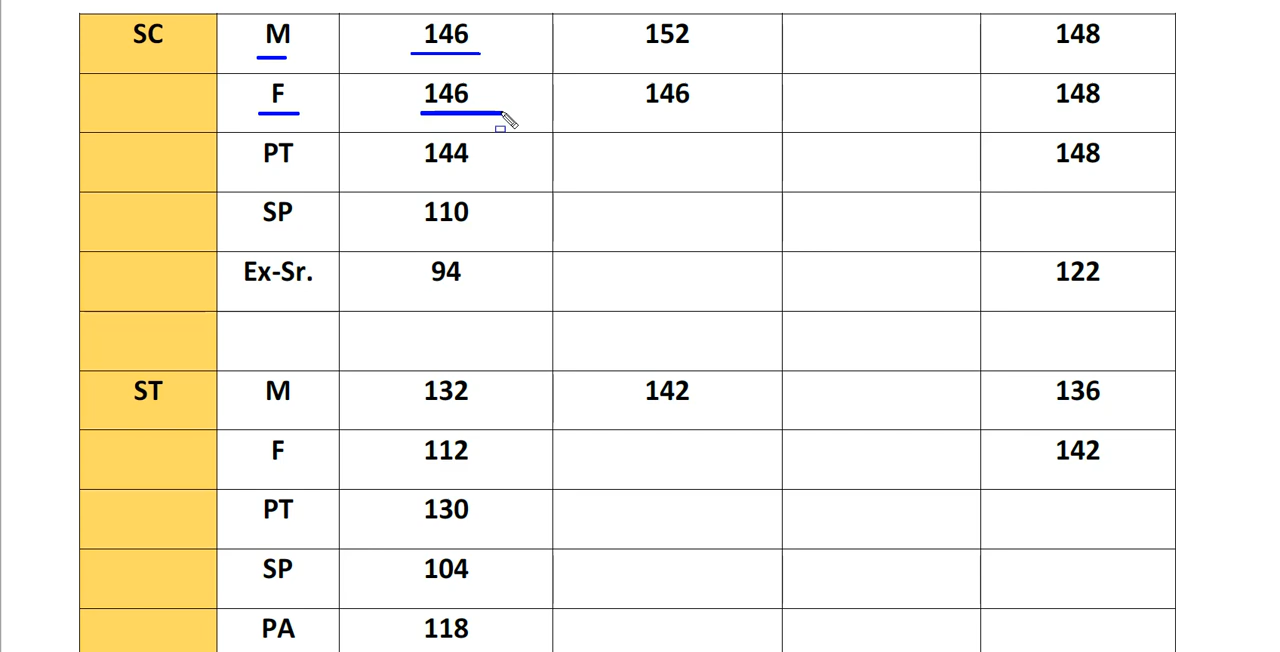 SC M 146 152 148
F 146 146 148
PT 144 148
SP 110
Ex-Sr. 94 122
ST M 132 142 136
F 112 142
PT 130
SP 104
PA 118